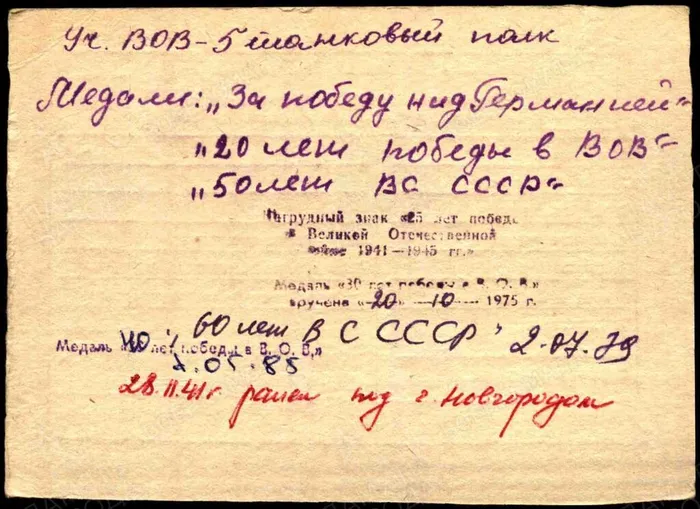 Уч. ВОВ - 5 танковый полк
Медали: „За победу над Германией"
„20 лет победы в ВОВ"
„50 лет ВС СССР"
Нагрудный знак «25 лет победы
в Великой Отечественной
войне 1941—1945 гг.»
Медаль «30 лет победы в В. О. В.»
вручена «20» 10 1975 г.
„60 лет ВС СССР" 2.07.79
Медаль «40 лет победы в В. О. В.»
05.85
28.11.41г. ранен под г. Новгородом